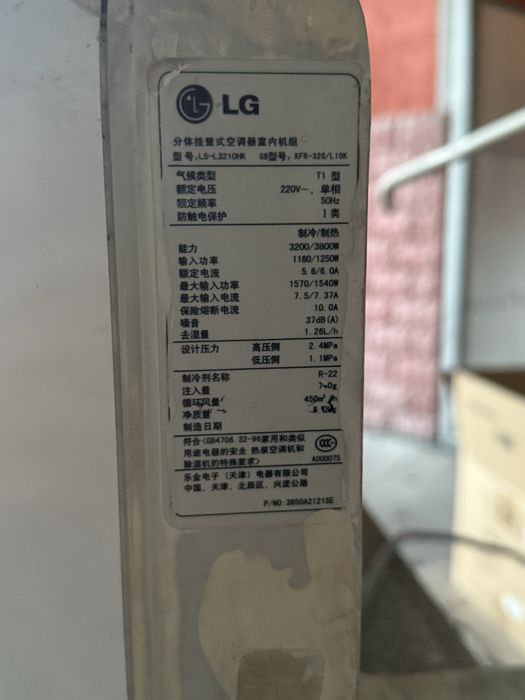 LG
分体挂壁式空调器室内机组
型 号:LS-L3210HK GB型号: KFR-32G/L10K
气候类型 T1 型
额定电压 220V~, 单相
额定频率 50Hz
防触电保护 I 类
制冷/制热
能力 3200/3800W
输入功率 1180/1250W
额定电流 5.6/6.0A
最大输入功率 1570/1540W
最大输入电流 7.5/7.37A
保险熔断电流 10.0A
噪音 37dB(A)
去湿量 1.26L/h
设计压力 高压侧 2.4MPa
低压侧 1.1MPa
制冷剂名称 R-22
注入量
循环风量 450m³/h
净质量
制造日期
符合<GB4706.32-96家用和类似
用途电器的安全 热泵空调机和
除湿机的特殊要求>
A000075
乐金电子(天津)电器有限公司
中国、天津、北辰区、兴淀公路
P/NO:3850A21215E